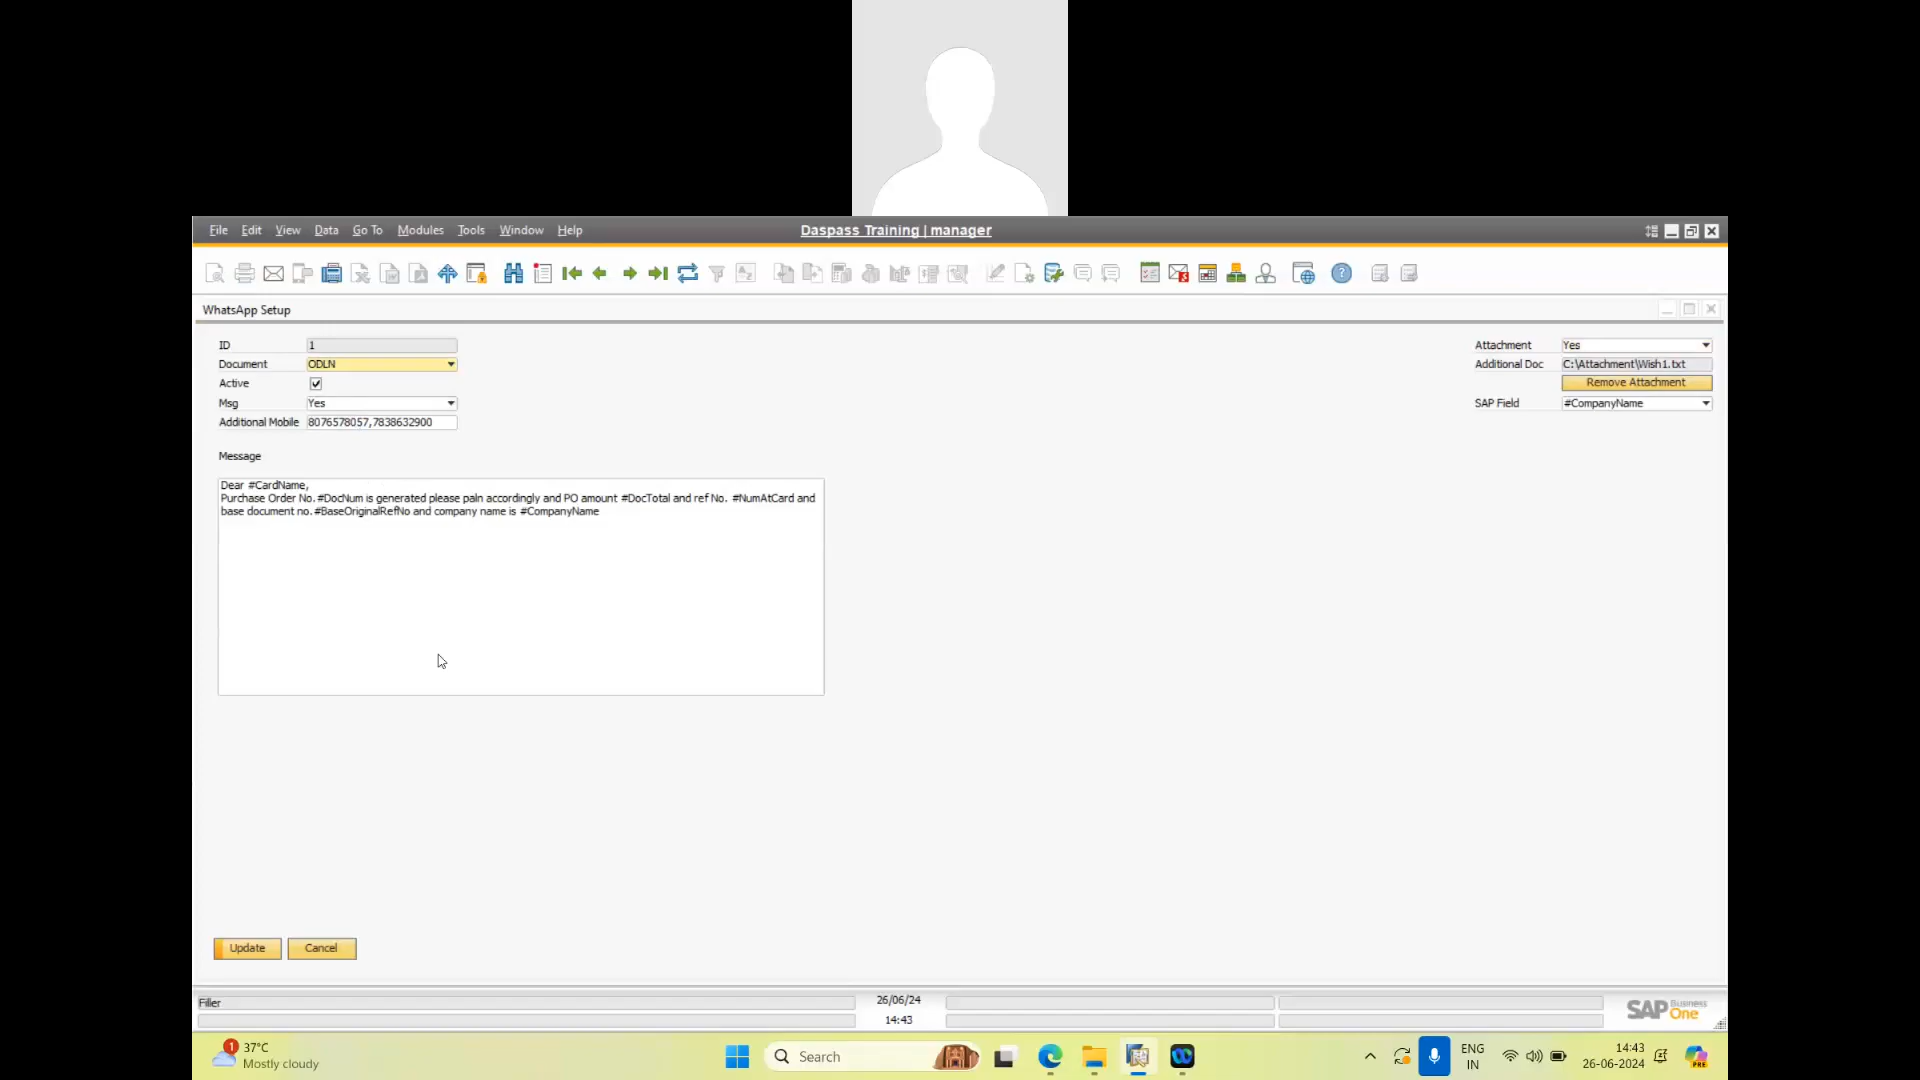 File Edit View Data Go To Modules Tools Window Help
Daspass Training | manager
WhatsApp Setup
ID 1
Document ODLN
Active
Msg Yes
Additional Mobile 8076578057,7838632900
Attachment Yes
Additional Doc C:\Attachment\Wish1.txt
Remove Attachment
SAP Field #CompanyName
Message
Dear #CardName,
Purchase Order No. #DocNum is generated please paln accordingly and PO amount #DocTotal and ref No. #NumAtCard and
base document no. #BaseOriginalRefNo and company name is #CompanyName
Update Cancel
Filler
26/06/24
14:43
SAP Business One
1
37°C
Mostly cloudy
Search
ENG
IN
14:43
26-06-2024
PRE